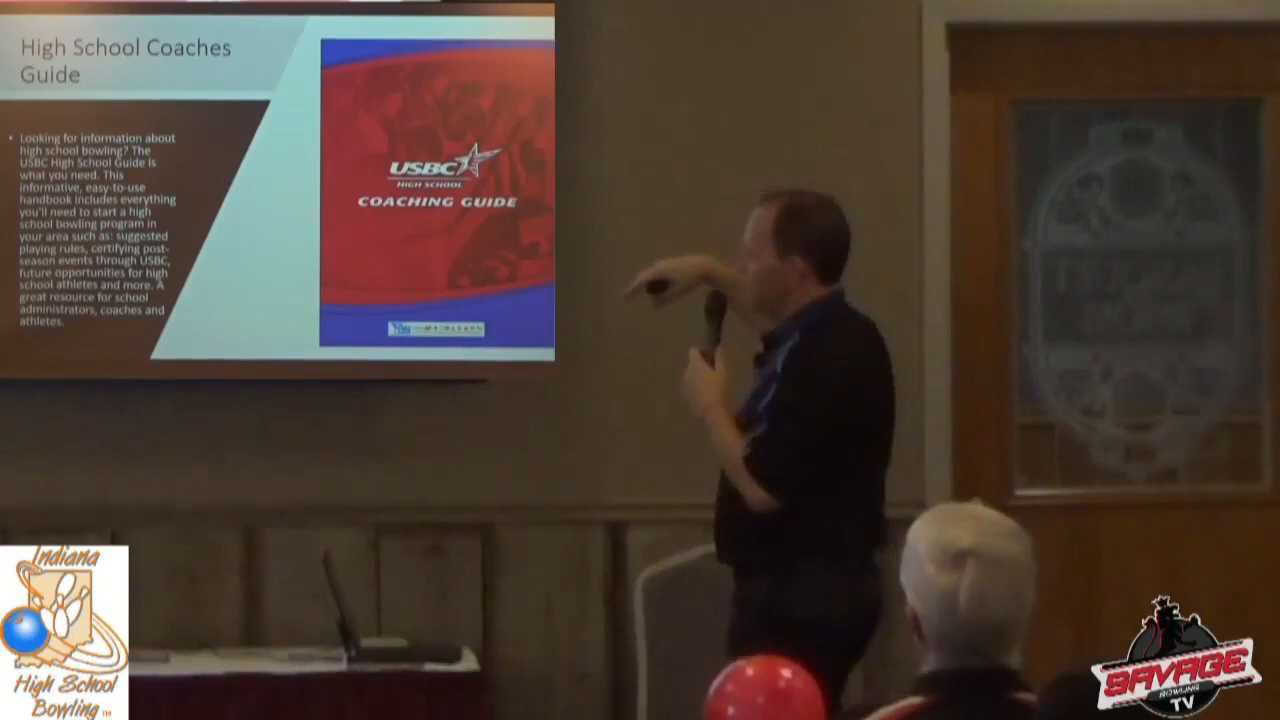 High School Coaches
Guide
• Looking for information about
high school bowling? The
USBC High School Guide is
what you need. This
informative, easy-to-use
handbook includes everything
you'll need to start a high
school bowling program in
your area such as: suggested
playing rules, certifying post-
season events through USBC,
future opportunities for high
school athletes and more. A
great resource for school
administrators, coaches and
athletes.
USBC
HIGH SCHOOL
COACHING GUIDE
Indiana
High School
Bowling TM
SAVAGE
BOWLING
TV